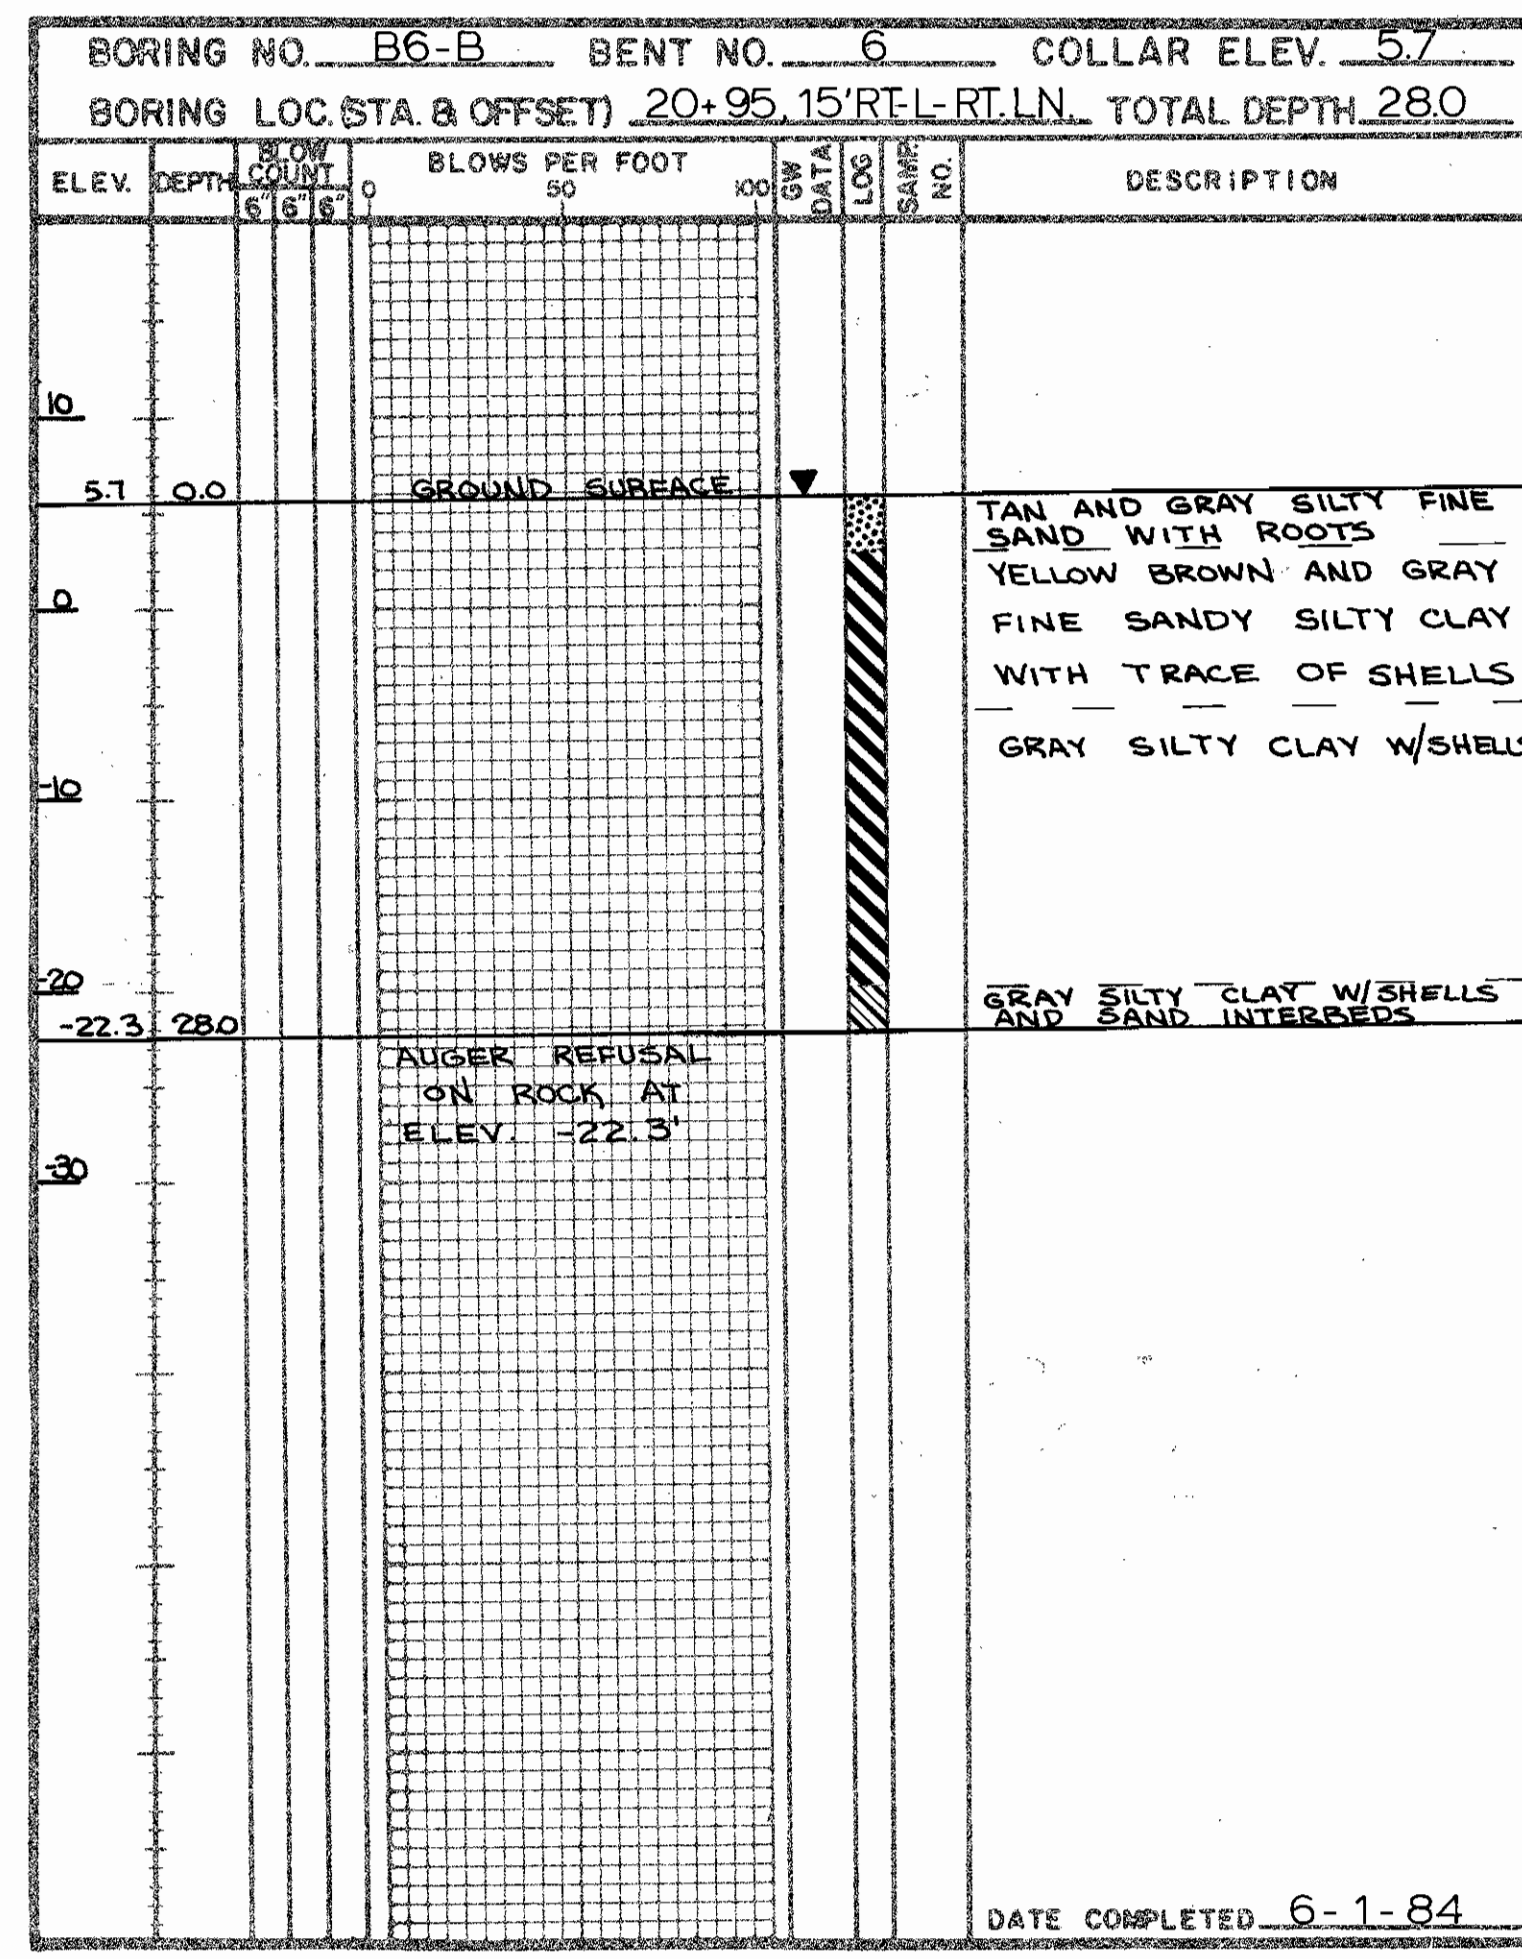 BORING NO. B6-B BENT NO. 6 COLLAR ELEV. 5.7
BORING LOC. (STA. & OFFSET) 20+95, 15'RT-L-RT.LN. TOTAL DEPTH 28.0
ELEV. DEPTH BLOW COUNT 6" 6" 6" BLOWS PER FOOT 0 50 100 GW DATA LOG SAMP. NO. DESCRIPTION
10
5.7 0.0 GROUND SURFACE
TAN AND GRAY SILTY FINE
SAND WITH ROOTS
YELLOW BROWN AND GRAY
0
FINE SANDY SILTY CLAY
WITH TRACE OF SHELLS
GRAY SILTY CLAY W/SHELLS
-10
-20
GRAY SILTY CLAY W/SHELLS
AND SAND INTERBEDS
-22.3 28.0
AUGER REFUSAL
ON ROCK AT
ELEV. -22.3'
-30
DATE COMPLETED 6-1-84